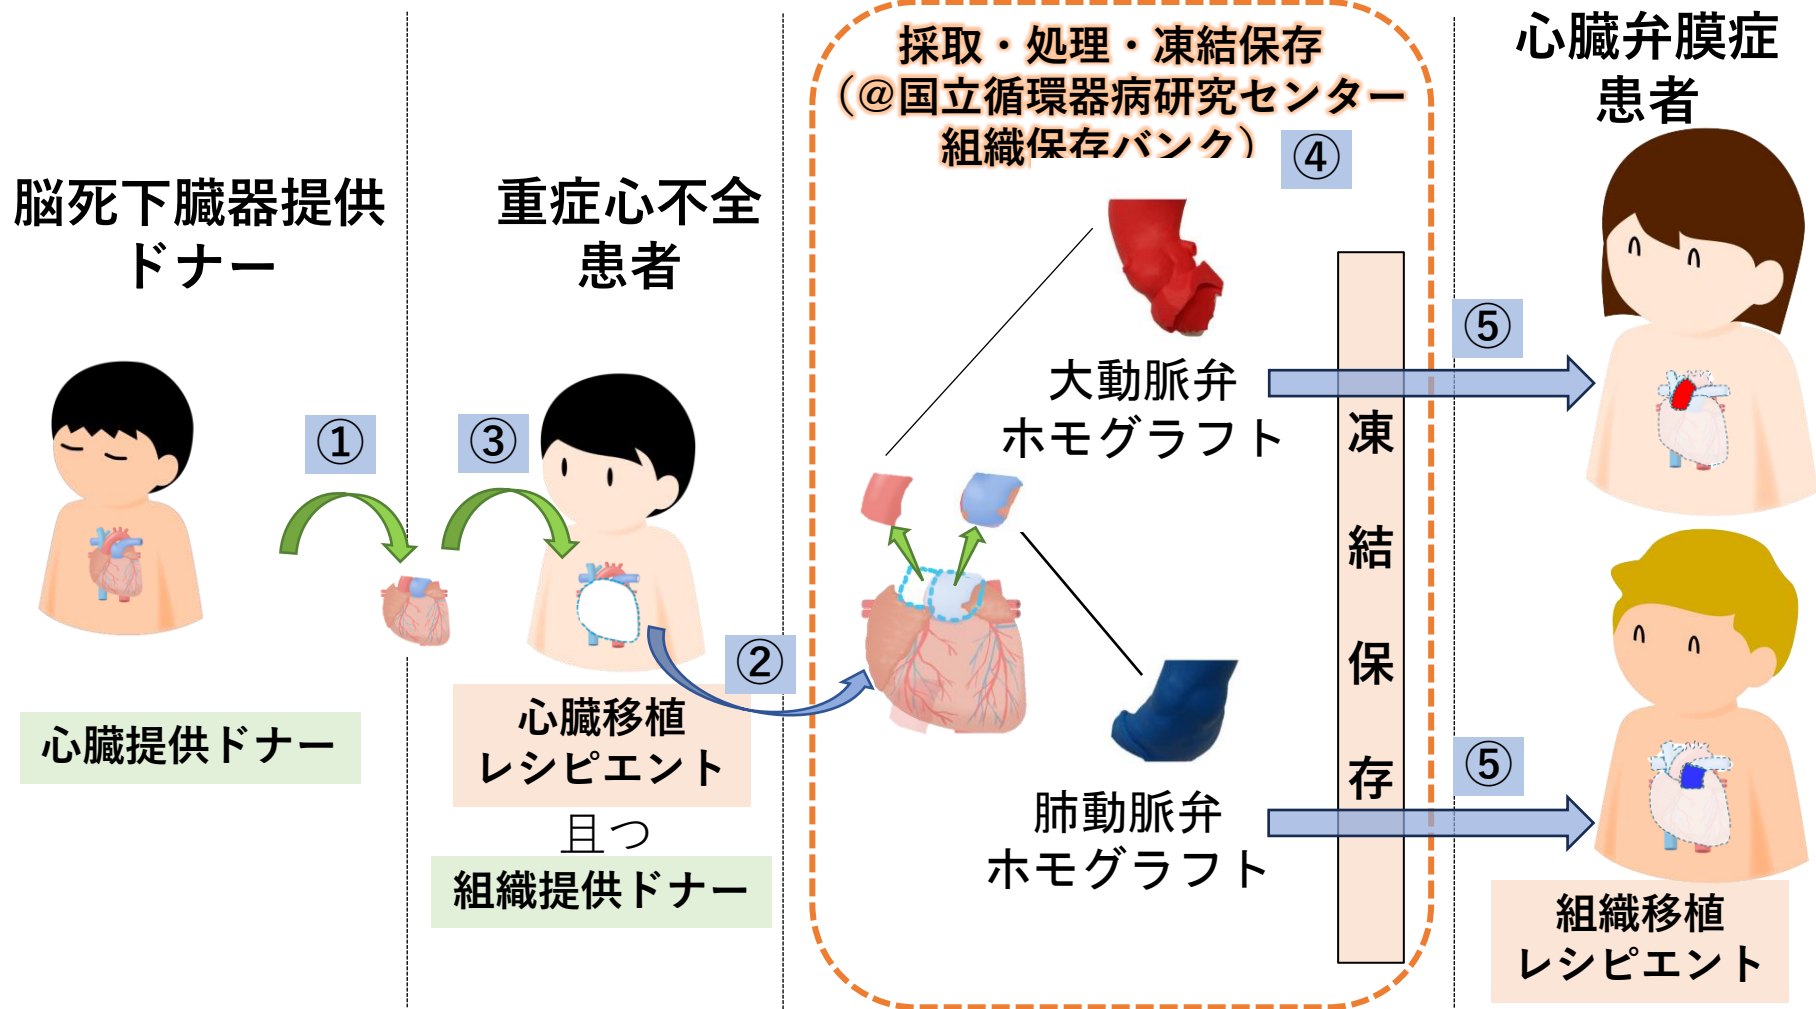 脳死下臓器提供
ドナー
①
心臓提供ドナー
重症心不全
患者
③
②
心臓移植
レシピエント
且つ
組織提供ドナー
採取・処理・凍結保存
（@国立循環器病研究センター
組織保存バンク）
④
大動脈弁
ホモグラフト
肺動脈弁
ホモグラフト
凍結保存
心臓弁膜症
患者
⑤
⑤
組織移植
レシピエント